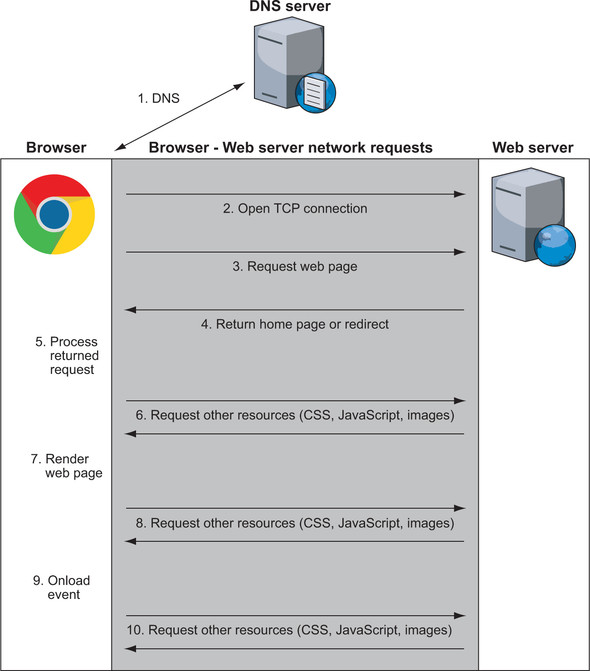 DNS server
1. DNS
Browser
Browser - Web server network requests
Web server
2. Open TCP connection
3. Request web page
4. Return home page or redirect
5. Process
returned
request
6. Request other resources (CSS, JavaScript, images)
7. Render
web page
8. Request other resources (CSS, JavaScript, images)
9. Onload
event
10. Request other resources (CSS, JavaScript, images)